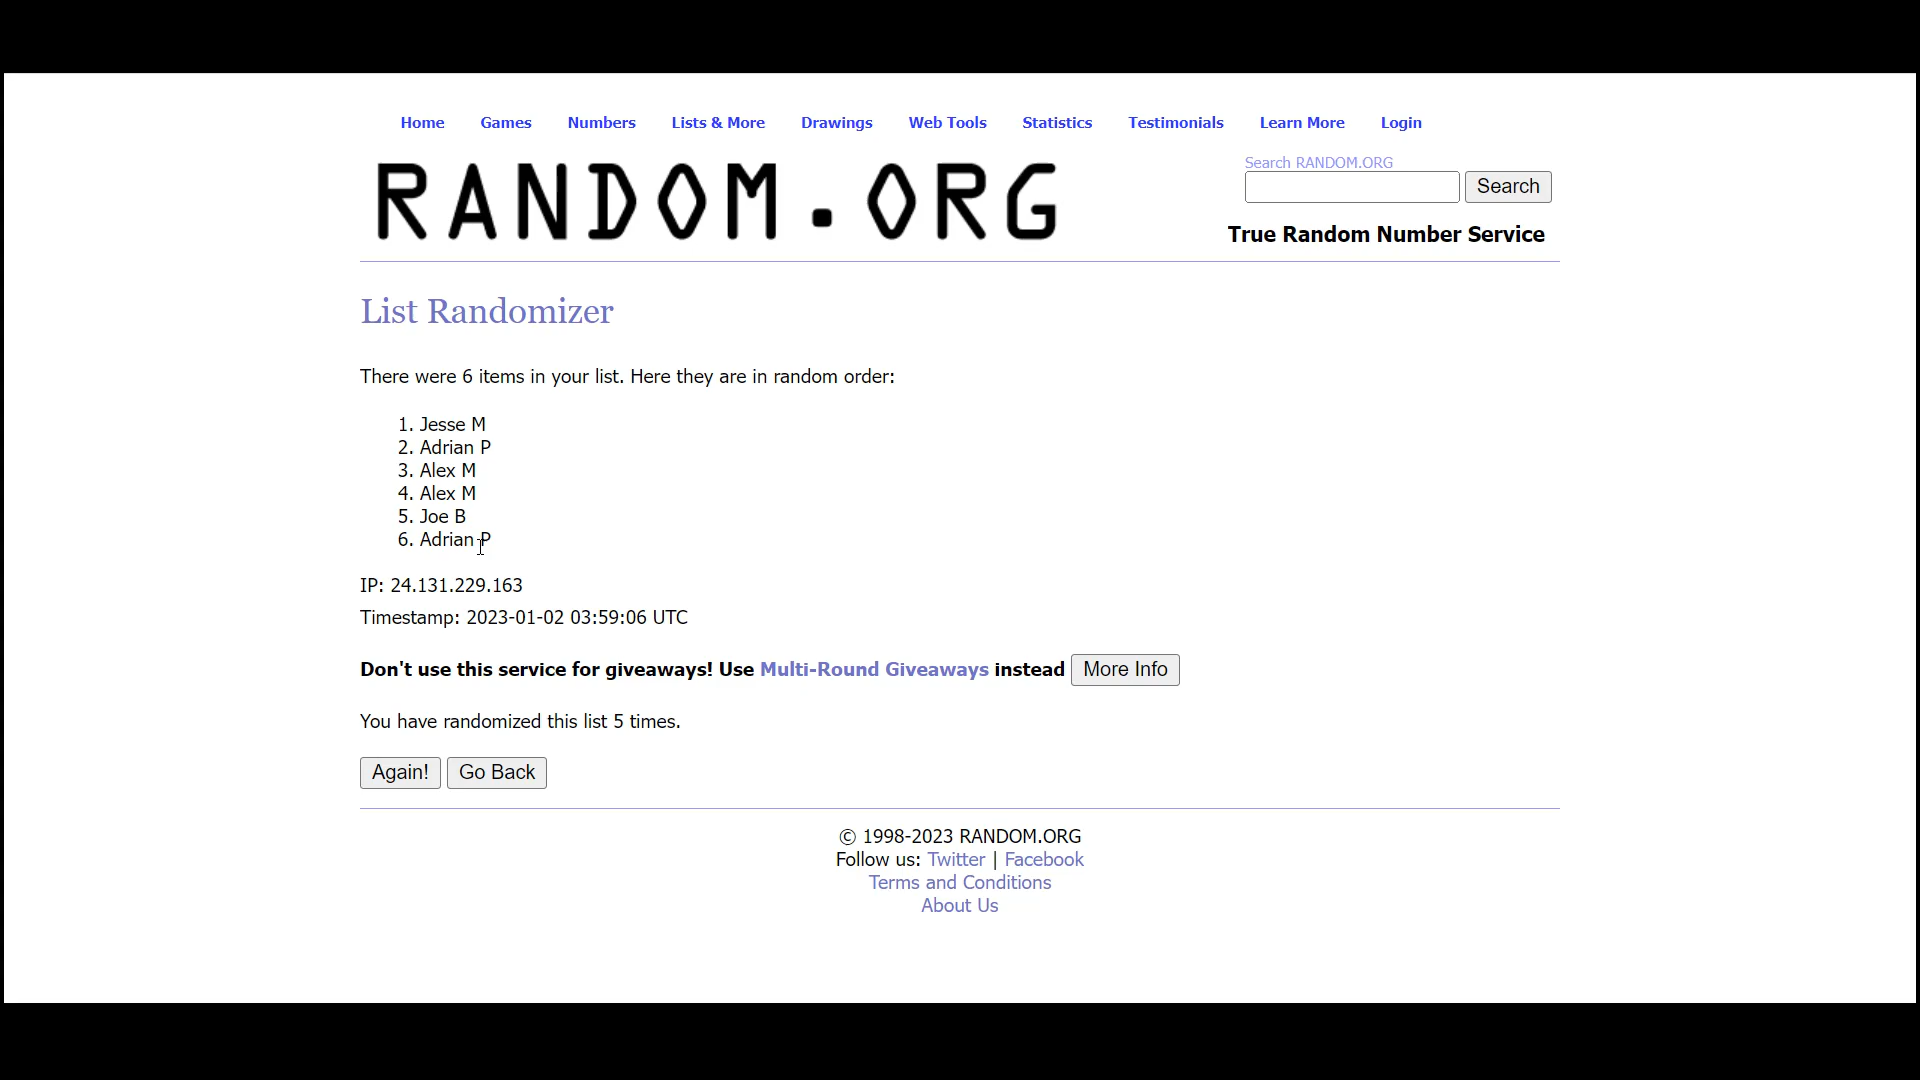 Home Games Numbers Lists & More Drawings Web Tools Statistics Testimonials Learn More Login
RANDOM.ORG
Search RANDOM.ORG
Search
True Random Number Service
List Randomizer
There were 6 items in your list. Here they are in random order:
1. Jesse M
2. Adrian P
3. Alex M
4. Alex M
5. Joe B
6. Adrian P
IP: 24.131.229.163
Timestamp: 2023-01-02 03:59:06 UTC
Don't use this service for giveaways! Use Multi-Round Giveaways instead More Info
You have randomized this list 5 times.
Again! Go Back
© 1998-2023 RANDOM.ORG
Follow us: Twitter | Facebook
Terms and Conditions
About Us